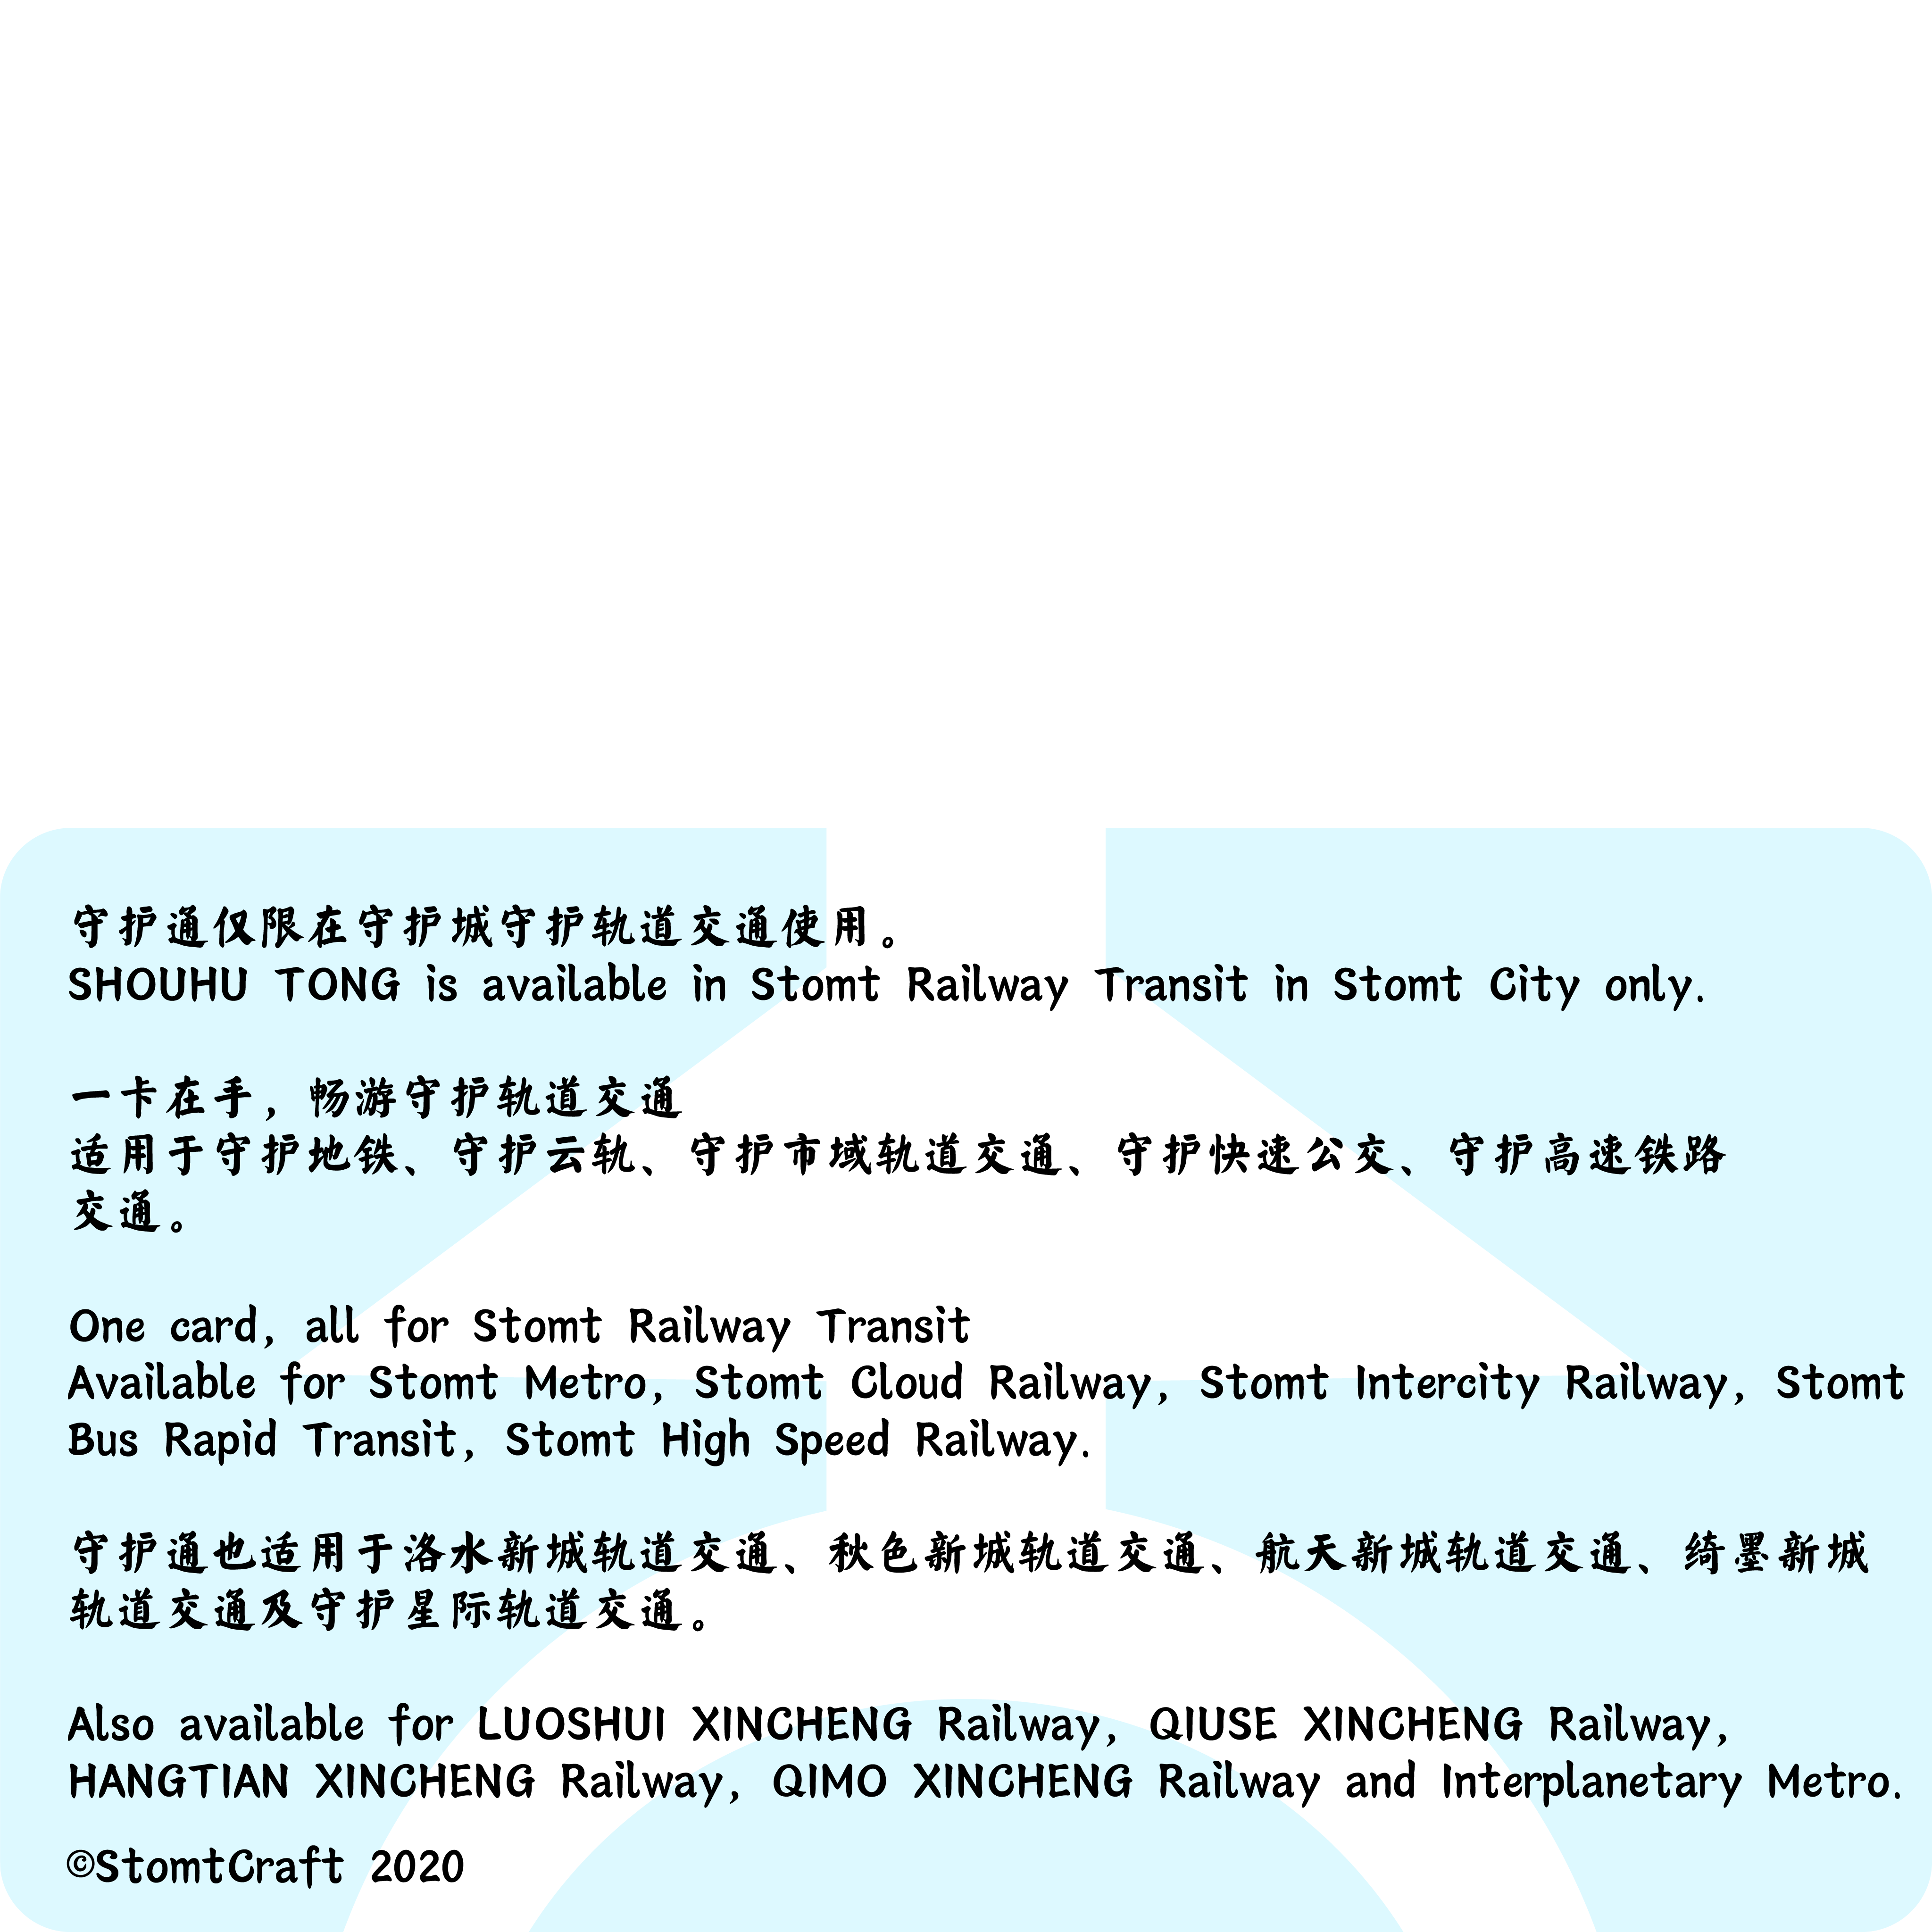 守护通仅限在守护城守护轨道交通使用。
SHOUHU TONG is available in Stomt Railway Transit in Stomt City only.
一卡在手，畅游守护轨道交通
适用于守护地铁、守护云轨、守护市域轨道交通、守护快速公交、守护高速铁路
交通。
One card, all for Stomt Railway Transit
Available for Stomt Metro, Stomt Cloud Railway, Stomt Intercity Railway, Stomt
Bus Rapid Transit, Stomt High Speed Railway.
守护通也适用于洛水新城轨道交通、秋色新城轨道交通、航天新城轨道交通、绮墨新城
轨道交通及守护星际轨道交通。
Also available for LUOSHUI XINCHENG Railway, QIUSE XINCHENG Railway,
HANGTIAN XINCHENG Railway, QIMO XINCHENG Railway and Interplanetary Metro.
©StomtCraft 2020